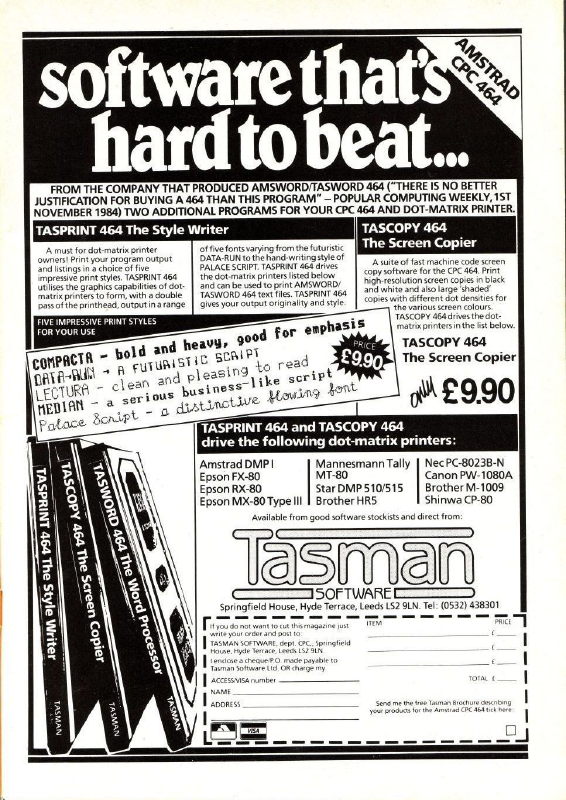 software that's
hard to beat...
AMSTRAD
CPC 464
FROM THE COMPANY THAT PRODUCED AMSWORD/TASWORD 464 ("THERE IS NO BETTER
JUSTIFICATION FOR BUYING A 464 THAN THIS PROGRAM" – POPULAR COMPUTING WEEKLY, 1ST
NOVEMBER 1984) TWO ADDITIONAL PROGRAMS FOR YOUR CPC 464 AND DOT-MATRIX PRINTER.
TASPRINT 464 The Style Writer
A must for dot-matrix printer
owners! Print your program output
and listings in a choice of five
impressive print styles. TASPRINT 464
utilises the graphics capabilities of dot-
matrix printers to form, with a double
pass of the printhead, output in a range
of five fonts varying from the futuristic
DATA-RUN to the hand-writing style of
PALACE SCRIPT. TASPRINT 464 drives
the dot-matrix printers listed below
and can be used to print AMSWORD/
TASWORD 464 text files. TASPRINT 464
gives your output originality and style.
TASCOPY 464
The Screen Copier
A suite of fast machine code screen
copy software for the CPC 464. Print
high-resolution screen copies in black
and white and also large 'shaded'
copies with different dot densities for
the various screen colours.
TASCOPY 464 drives the dot-
matrix printers in the list below.
TASCOPY 464
The Screen Copier
only £9.90
FIVE IMPRESSIVE PRINT STYLES
FOR YOUR USE
COMPACTA - bold and heavy, good for emphasis
DATA-RUN - A FUTURISTIC SCRIPT
LECTURA - clean and pleasing to read
MEDIAN - a serious business-like script
Palace Script - a distinctive flowing font
PRICE
£9.90
TASPRINT 464 and TASCOPY 464
drive the following dot-matrix printers:
Amstrad DMP I
Epson FX-80
Epson RX-80
Epson MX-80 Type III
Mannesmann Tally
MT-80
Star DMP 510/515
Brother HR5
Nec PC-8023B-N
Canon PW-1080A
Brother M-1009
Shinwa CP-80
Available from good software stockists and direct from:
Tasman
SOFTWARE
Springfield House, Hyde Terrace, Leeds LS2 9LN. Tel: (0532) 438301
TASPRINT 464 The Style Writer
TASMAN
TASCOPY 464 The Screen Copier
TASMAN
TASWORD 464 The Word Processor
TASMAN
If you do not want to cut this magazine just
write your order and post to:
TASMAN SOFTWARE, dept. CPC, Springfield
House, Hyde Terrace, Leeds LS2 9LN
I enclose a cheque/P.O. made payable to
Tasman Software Ltd. OR charge my
ACCESS/VISA number
NAME
ADDRESS
VISA
ITEM
PRICE
£
£
£
TOTAL £
Send me the free Tasman Brochure describing
your products for the Amstrad CPC 464 tick here: